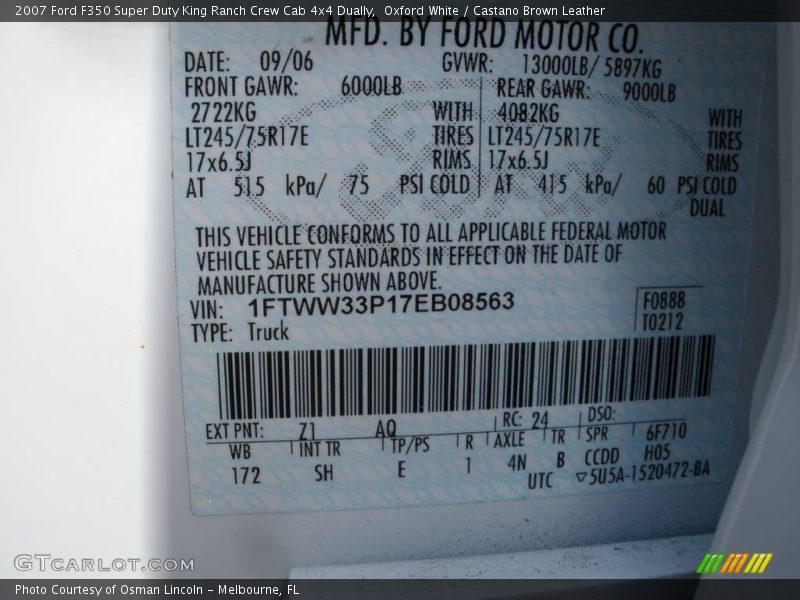 2007 Ford F350 Super Duty King Ranch Crew Cab 4x4 Dually,  Oxford White / Castano Brown Leather
MFD. BY FORD MOTOR CO.
DATE: 09/06 GVWR: 13000LB/ 5897KG
FRONT GAWR: 6000LB REAR GAWR: 9000LB
2722KG WITH 4082KG WITH
LT245/75R17E TIRES LT245/75R17E TIRES
17x6.5J RIMS 17x6.5J RIMS
AT 515 kPa/ 75 PSI COLD AT 415 kPa/ 60 PSI COLD
DUAL
THIS VEHICLE CONFORMS TO ALL APPLICABLE FEDERAL MOTOR
VEHICLE SAFETY STANDARDS IN EFFECT ON THE DATE OF
MANUFACTURE SHOWN ABOVE.
VIN: 1FTWW33P17EB08563 F0888
TYPE: Truck T0212
EXT PNT: Z1 AQ RC: 24 DSO:
WB INT TR TP/PS R AXLE TR SPR 6F710
172 SH E 1 4N B CCDD H05
UTC ▽5U5A-1520472-BA
GTCARLOT.COM
Photo Courtesy of Osman Lincoln – Melbourne, FL